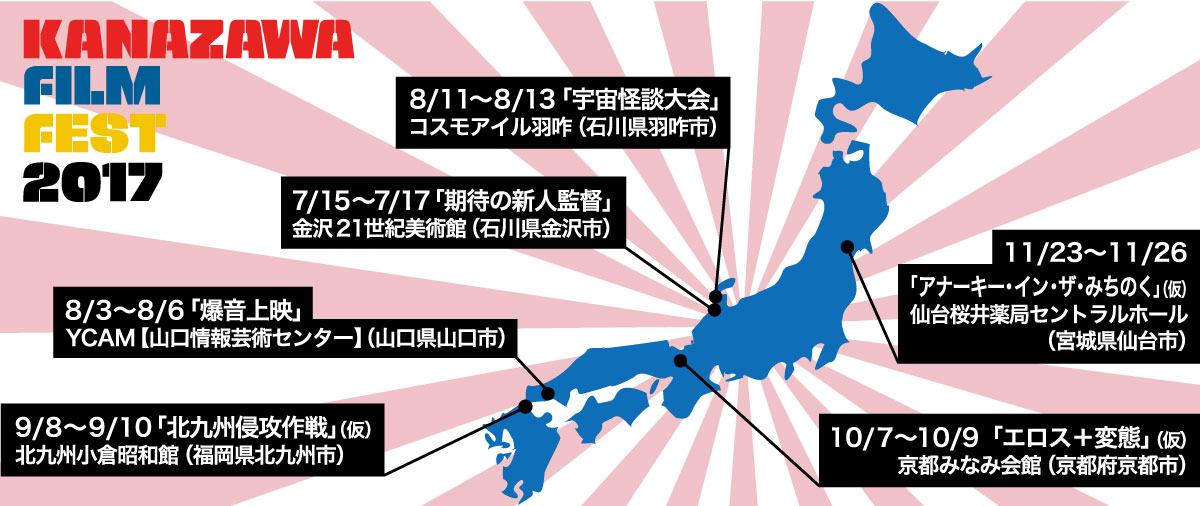 KANAZAWA
FILM
FEST
2017
8/11～8/13「宇宙怪談大会」
コスモアイル羽咋（石川県羽咋市）
7/15～7/17「期待の新人監督」
金沢21世紀美術館（石川県金沢市）
11/23～11/26
「アナーキー・イン・ザ・みちのく」（仮）
仙台桜井薬局セントラルホール
（宮城県仙台市）
8/3～8/6「爆音上映」
YCAM【山口情報芸術センター】（山口県山口市）
9/8～9/10「北九州侵攻作戦」（仮）
北九州小倉昭和館（福岡県北九州市）
10/7～10/9「エロス＋変態」（仮）
京都みなみ会館（京都府京都市）